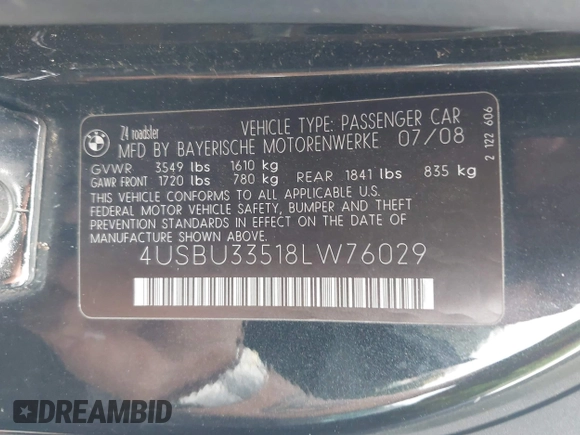 BMW
Z4 roadster
VEHICLE TYPE: PASSENGER CAR
MFD BY BAYERISCHE MOTORENWERKE 07/08
GVWR 3549 lbs 1610 kg
GAWR FRONT 1720 lbs 780 kg REAR 1841 lbs 835 kg
THIS VEHICLE CONFORMS TO ALL APPLICABLE U.S.
FEDERAL MOTOR VEHICLE SAFETY, BUMPER AND THEFT
PREVENTION STANDARDS IN EFFECT ON THE DATE OF
MANUFACTURE SHOWN ABOVE.
4USBU33518LW76029
2 122 606
DREAMBID